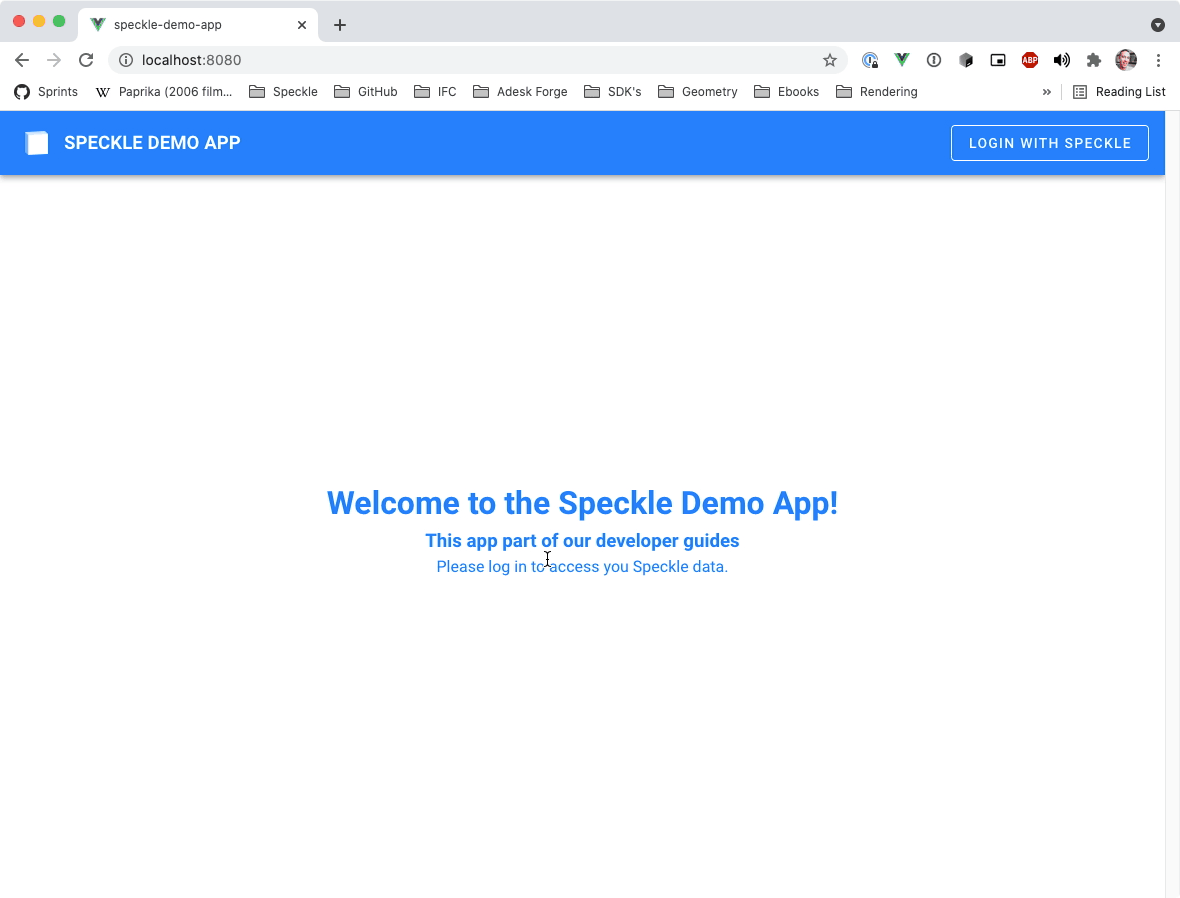 speckle-demo-app
localhost:8080
ABP
Sprints W Paprika (2006 film... Speckle GitHub IFC Adesk Forge SDK's Geometry Ebooks Rendering » Reading List
SPECKLE DEMO APP LOGIN WITH SPECKLE
Welcome to the Speckle Demo App!
This app part of our developer guides
Please log in to access you Speckle data.